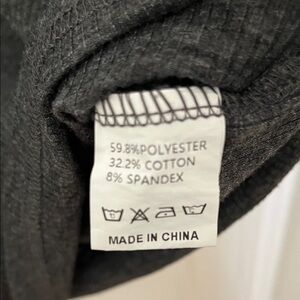 59.8%POLYESTER
32.2% COTTON
8% SPANDEX
MADE IN CHINA